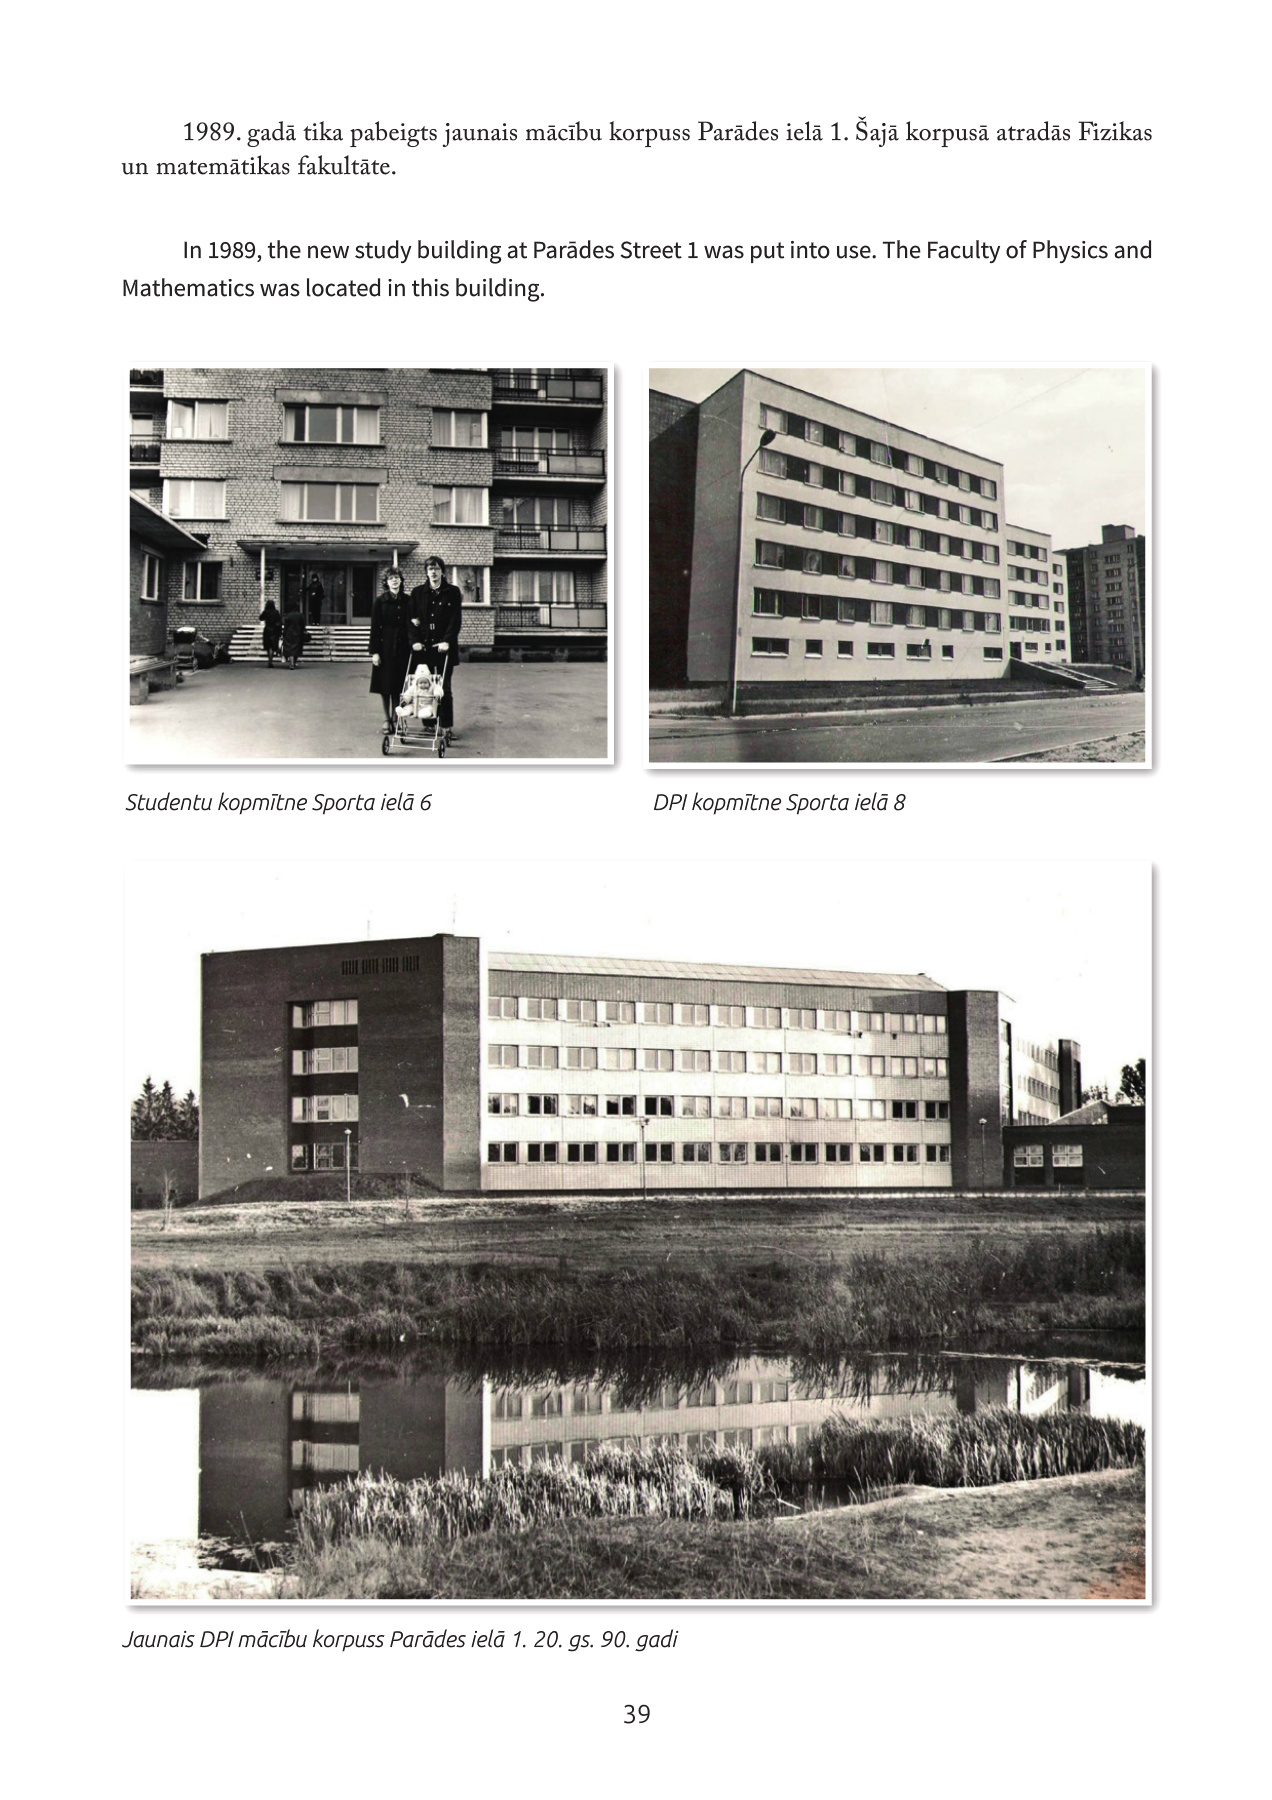 1989. gadā tika pabeigts jaunais mācību korpuss Parādes ielā 1. Šajā korpusā atradās Fizikas
un matemātikas fakultāte.
In 1989, the new study building at Parādes Street 1 was put into use. The Faculty of Physics and
Mathematics was located in this building.
Studentu kopmītne Sporta ielā 6
DPI kopmītne Sporta ielā 8
Jaunais DPI mācību korpuss Parādes ielā 1. 20. gs. 90. gadi
39